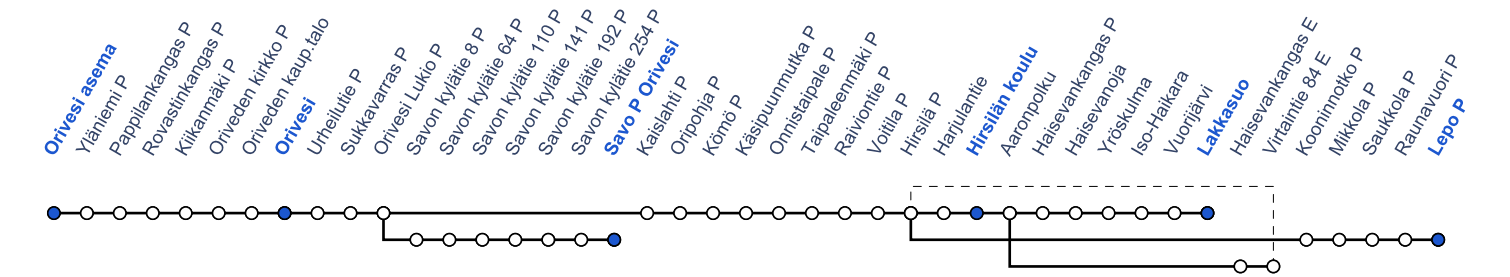 Orivesi asema
Yläniemi P
Pappilankangas P
Rovastinkangas P
Kiikanmäki P
Oriveden kirkko P
Oriveden kaup.talo
Orivesi
Urheilutie P
Sukkavarras P
Orivesi Lukio P
Savon kylätie 8 P
Savon kylätie 64 P
Savon kylätie 110 P
Savon kylätie 141 P
Savon kylätie 192 P
Savon kylätie 254 P
Savo P Orivesi
Kaislahti P
Oripohja P
Kömö P
Käsipuunmutka P
Onnistaipale P
Taipaleenmäki P
Raiviontie P
Voitila P
Hirsilä P
Harjulantie
Hirsilän koulu
Aaronpolku
Haisevankangas P
Haisevanoja
Yröskulma
Iso-Haikara
Vuorijärvi
Lakkasuo
Haisevankangas E
Virtaintie 84 E
Kooninnotko P
Mikkola P
Saukkola P
Raunavuori P
Lepo P